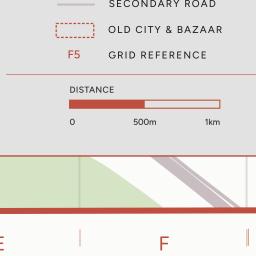 SECONDARY ROAD
OLD CITY & BAZAAR
F5 GRID REFERENCE
DISTANCE
0 500m 1km
E F